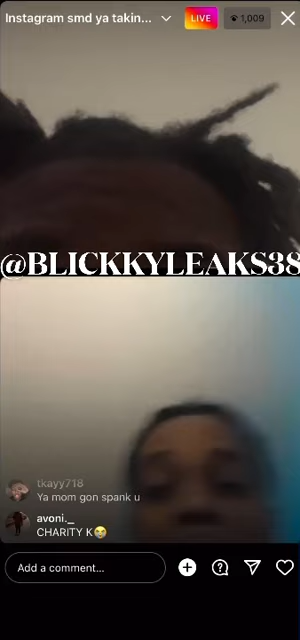 Instagram smd ya takin...
LIVE
1,009
@BLICKKYLEAKS38
tkayy718
Ya mom gon spank u
avoni._
CHARITY K😭
Add a comment...